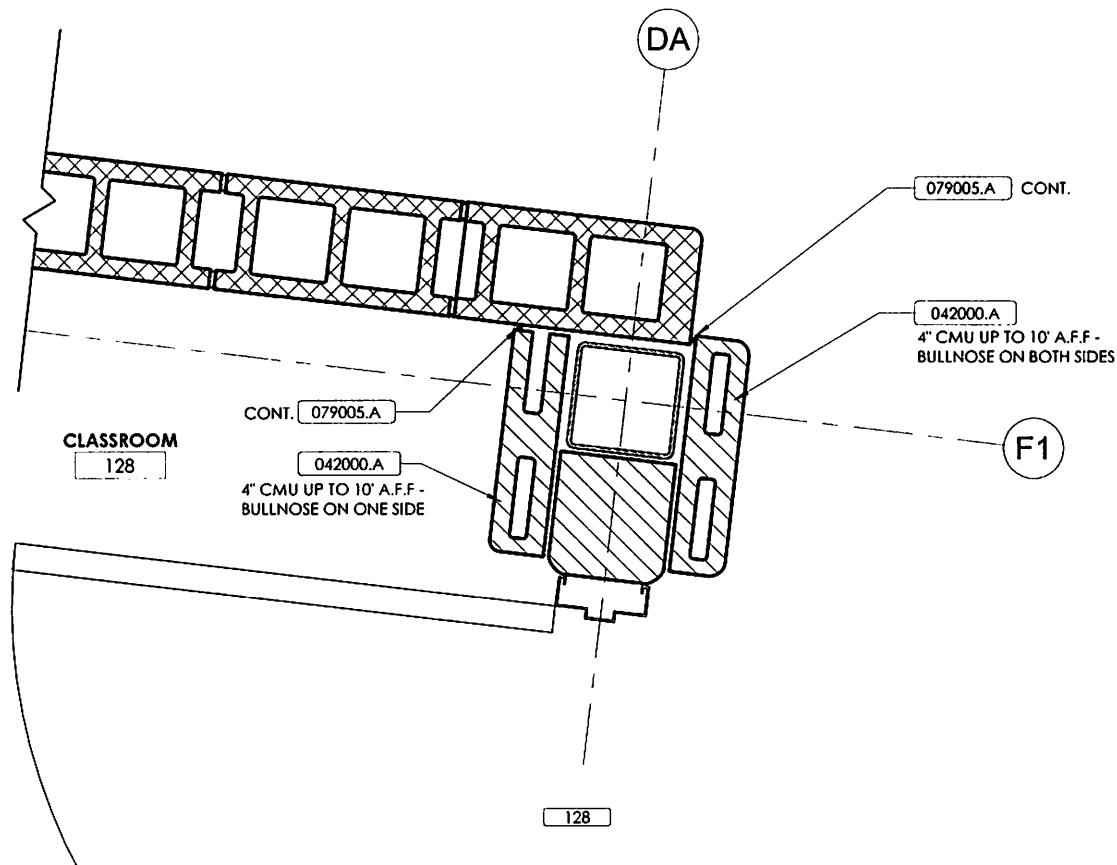 DA
079005.A CONT.
042000.A
4" CMU UP TO 10' A.F.F -
BULLNOSE ON BOTH SIDES
CONT. 079005.A
CLASSROOM
128
042000.A
4" CMU UP TO 10' A.F.F -
BULLNOSE ON ONE SIDE
F1
128